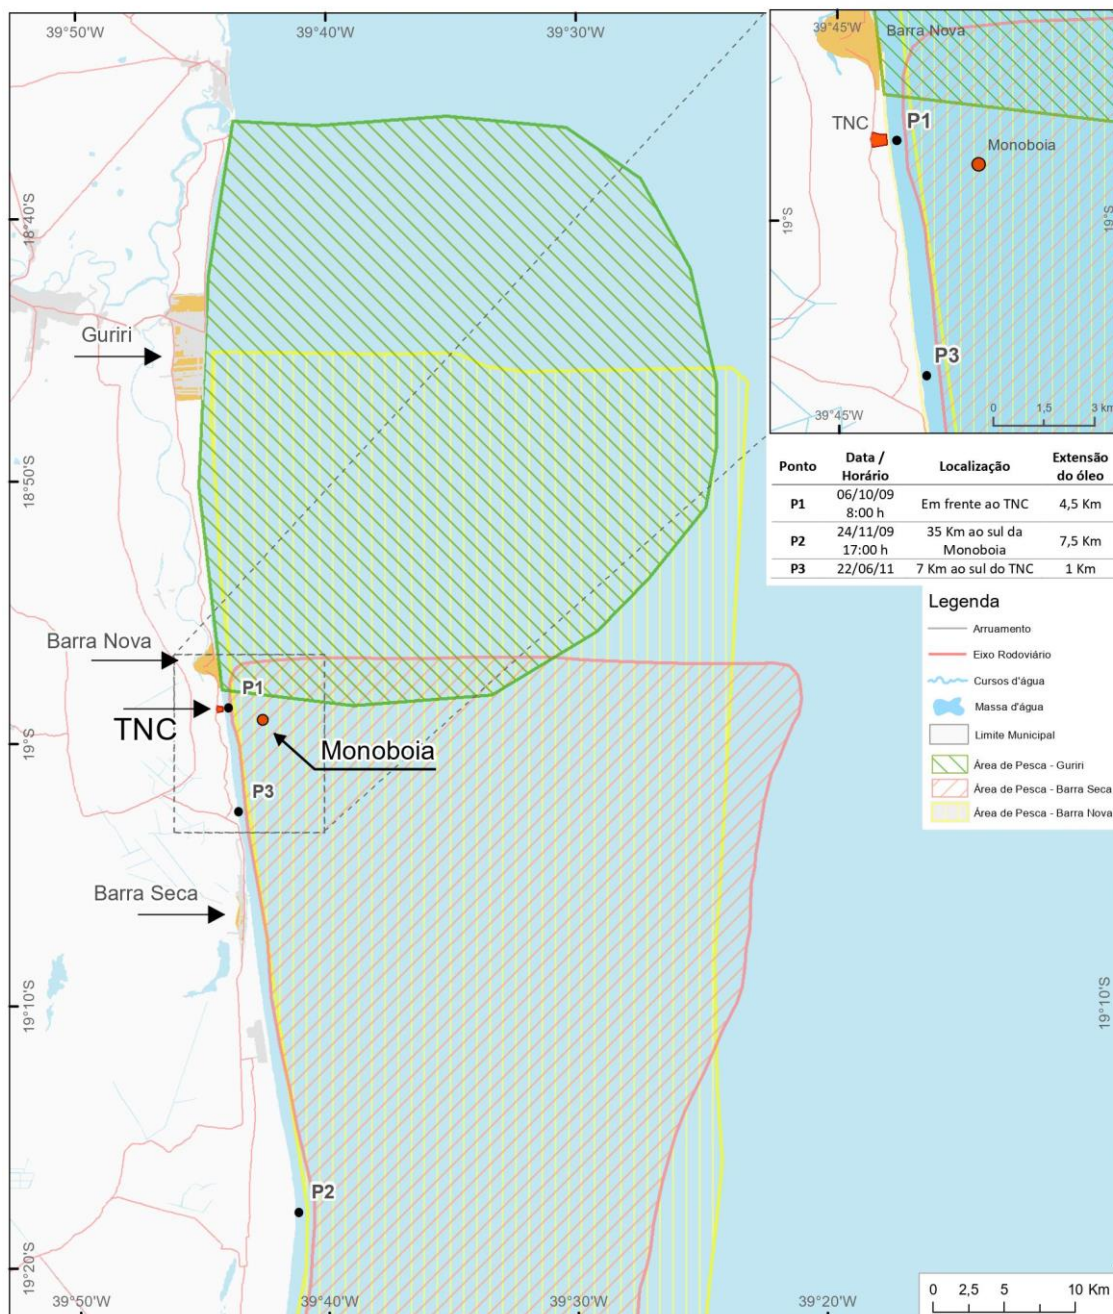 39°50'W
39°40'W
39°30'W
39°45'W
Barra Nova
TNC
P1
Monoboia
19°S
19°S
P3
39°45'W
0 1,5 3 km
18°40'S
Guriri
18°50'S
Barra Nova
P1
TNC
Monoboia
19°S
P3
Barra Seca
19°10'S
19°10'S
P2
19°20'S
39°50'W
39°40'W
39°30'W
39°20'W
Ponto Data / Horário Localização Extensão do óleo
P1 06/10/09 8:00 h Em frente ao TNC 4,5 Km
P2 24/11/09 17:00 h 35 Km ao sul da Monoboia 7,5 Km
P3 22/06/11 7 Km ao sul do TNC 1 Km
Legenda
Arruamento
Eixo Rodoviário
Cursos d'água
Massa d'água
Limite Municipal
Área de Pesca - Guriri
Área de Pesca - Barra Seca
Área de Pesca - Barra Nova
0 2,5 5 10 Km